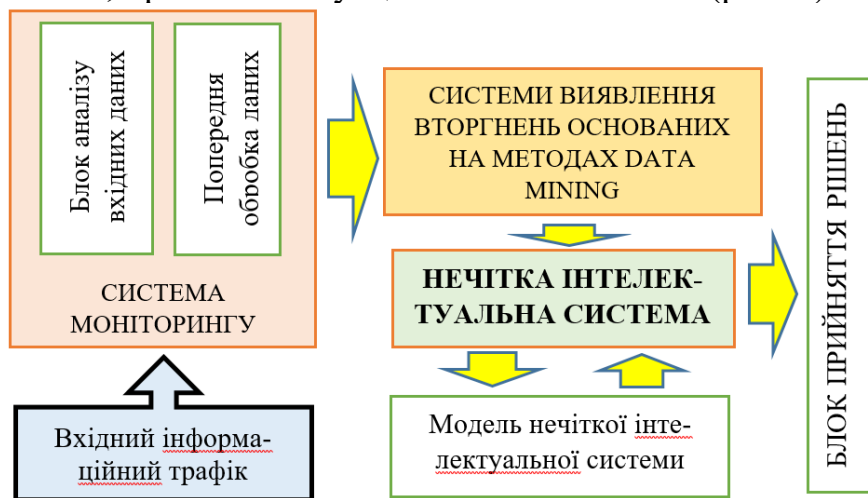 Блок аналізу
вхідних даних
Попередня
обробка даних
СИСТЕМА
МОНІТОРИНГУ
Вхідний інформа-
ційний трафік
СИСТЕМИ ВИЯВЛЕННЯ
ВТОРГНЕНЬ ОСНОВАНИХ
НА МЕТОДАХ DATA
MINING
НЕЧІТКА ІНТЕЛЕК-
ТУАЛЬНА СИСТЕМА
Модель нечіткої інте-
лектуальної системи
БЛОК ПРИЙНЯТТЯ РІШЕНЬ